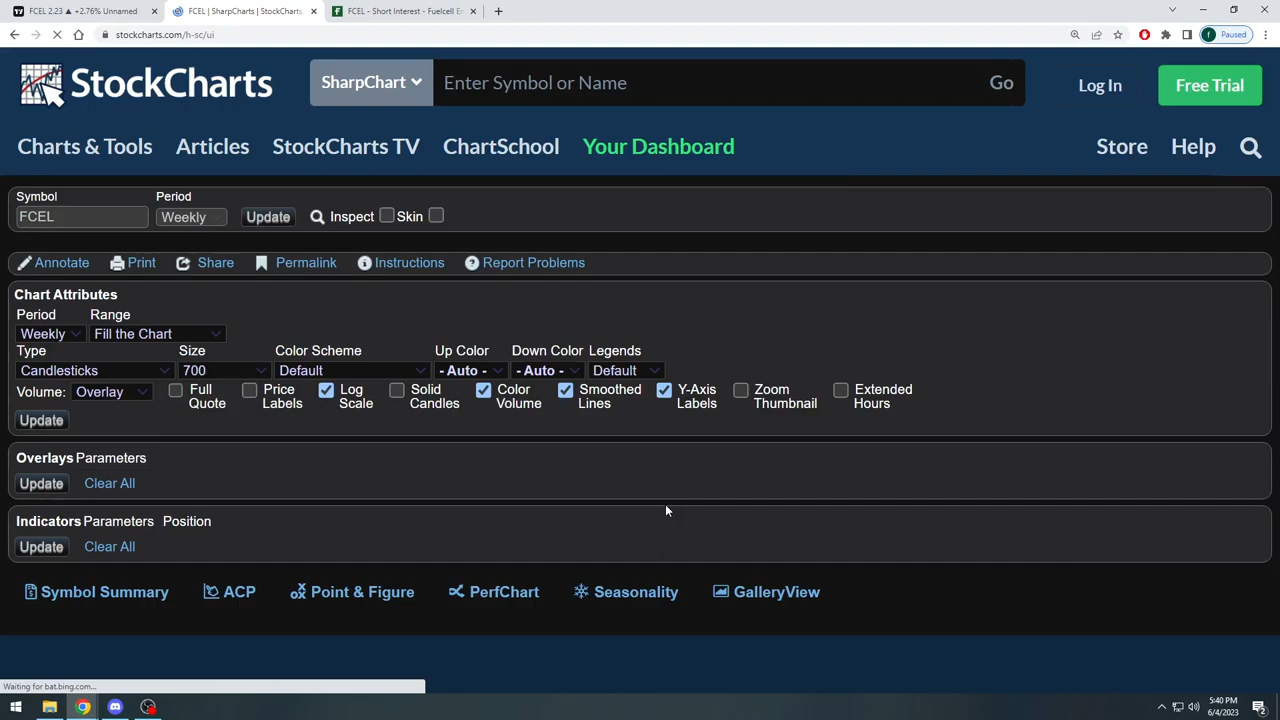 FCEL 2.23 ▲ +2.76% Unnamed
FCEL | SharpCharts | StockCharts
FCEL - Short Interest - Fuelcell E
stockcharts.com/h-sc/ui
Paused
StockCharts
SharpChart
Enter Symbol or Name
Go
Log In
Free Trial
Charts & Tools
Articles
StockCharts TV
ChartSchool
Your Dashboard
Store
Help
Symbol
Period
FCEL
Weekly
Update
Inspect
Skin
Annotate
Print
Share
Permalink
Instructions
Report Problems
Chart Attributes
Period
Range
Weekly
Fill the Chart
Type
Size
Color Scheme
Up Color
Down Color
Legends
Candlesticks
700
Default
- Auto -
- Auto -
Default
Volume:
Overlay
Full
Quote
Price
Labels
Log
Scale
Solid
Candles
Color
Volume
Smoothed
Lines
Y-Axis
Labels
Zoom
Thumbnail
Extended
Hours
Update
Overlays Parameters
Update
Clear All
Indicators Parameters Position
Update
Clear All
Symbol Summary
ACP
Point & Figure
PerfChart
Seasonality
GalleryView
Waiting for bat.bing.com...
5:40 PM
6/4/2023
2